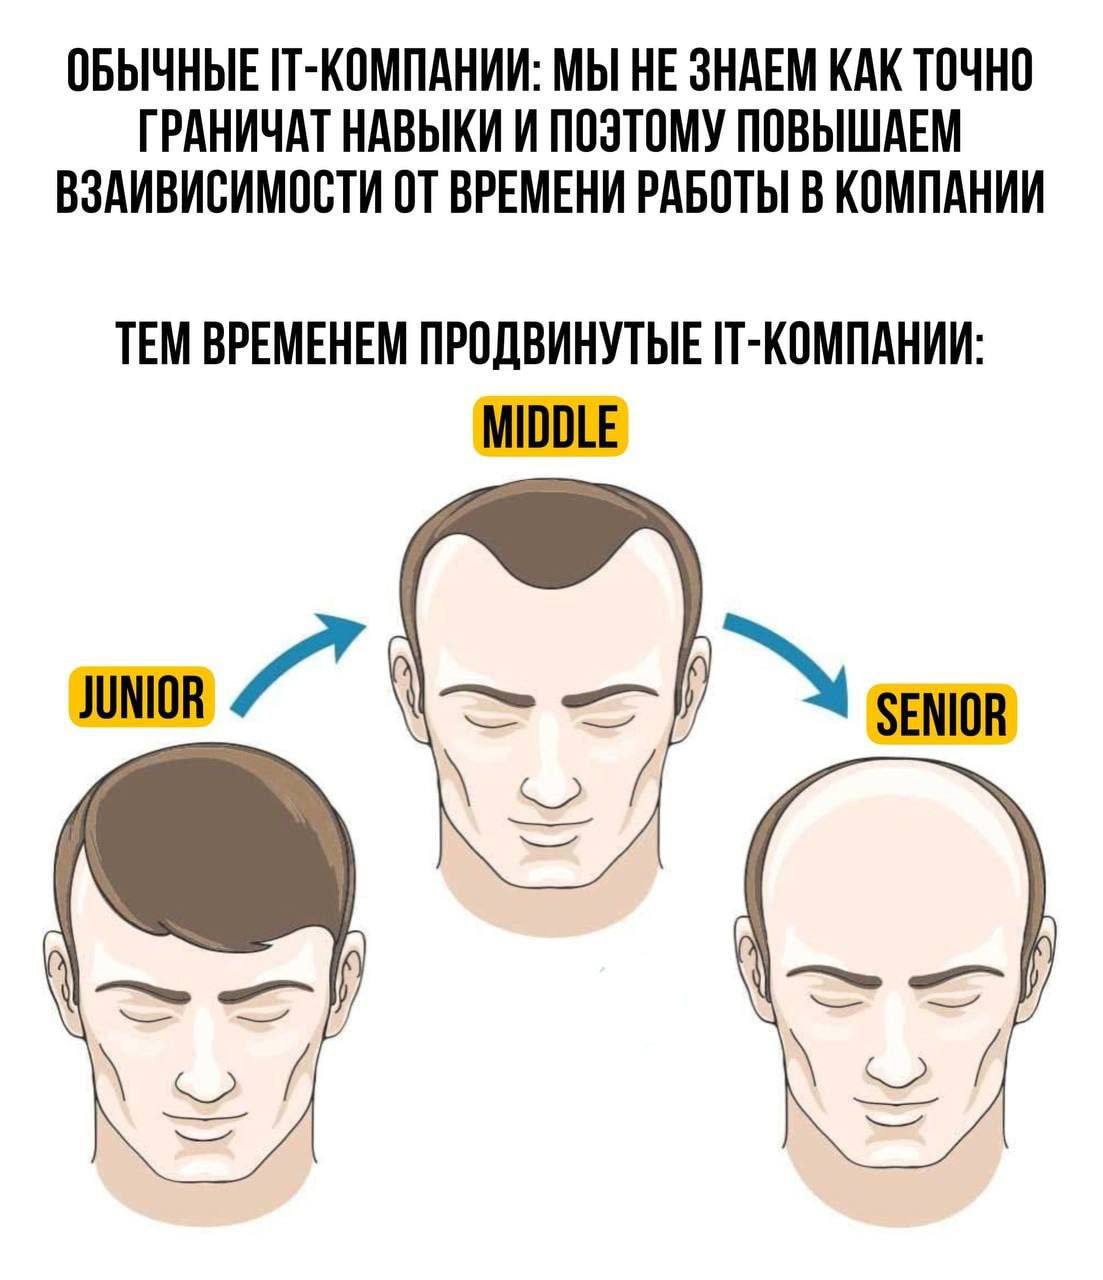 ОБЫЧНЫЕ IT-КОМПАНИИ: МЫ НЕ ЗНАЕМ КАК ТОЧНО
ГРАНИЧАТ НАВЫКИ И ПОЭТОМУ ПОВЫШАЕМ
ВЗАИВИСИМОСТИ ОТ ВРЕМЕНИ РАБОТЫ В КОМПАНИИ
ТЕМ ВРЕМЕНЕМ ПРОДВИНУТЫЕ IT-КОМПАНИИ:
MIDDLE
JUNIOR
SENIOR